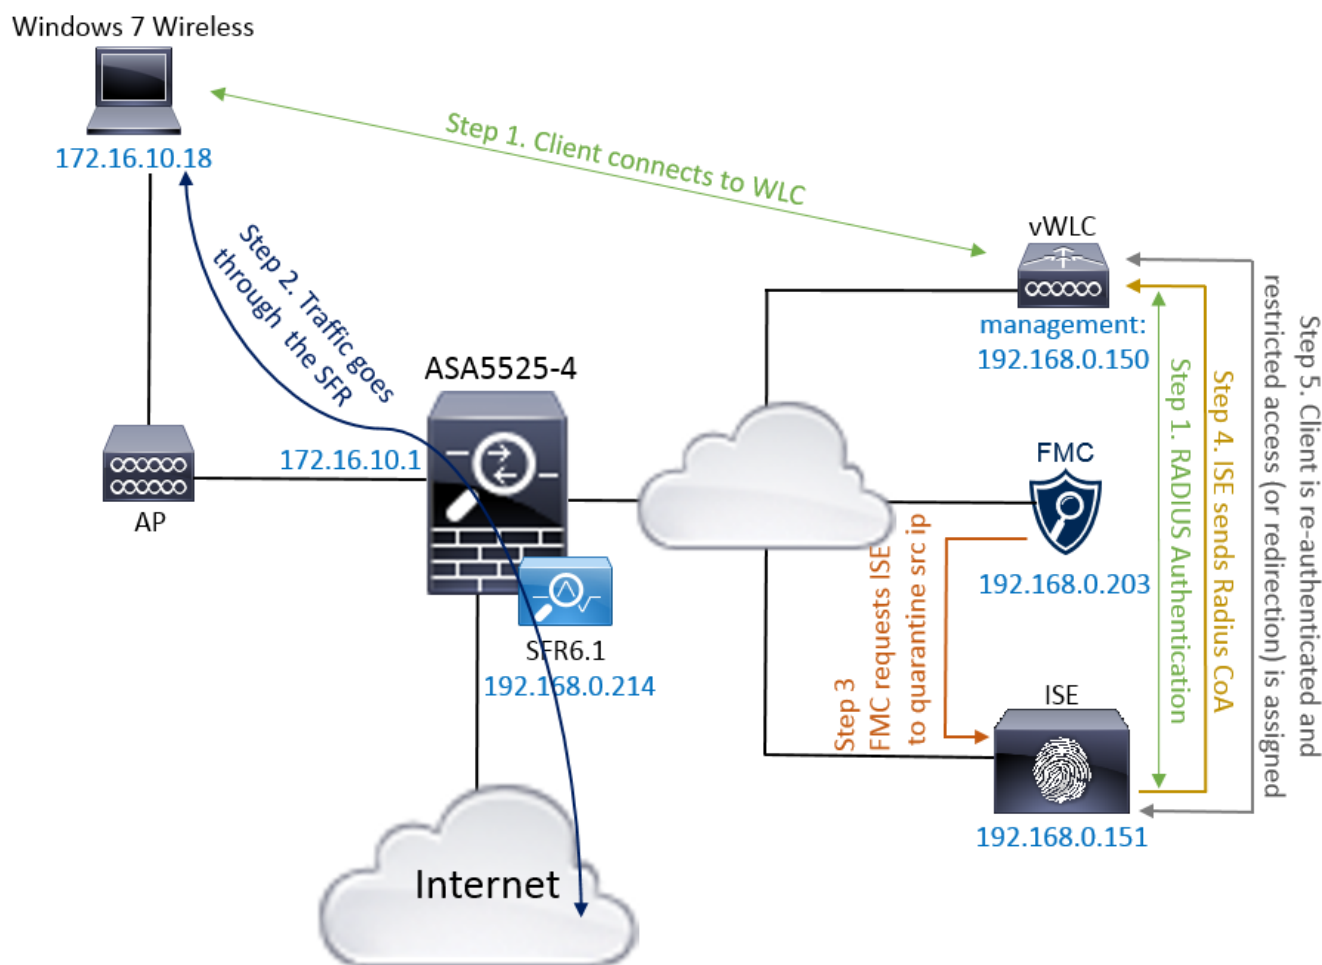 Windows 7 Wireless
172.16.10.18
Step 1. Client connects to WLC
Step 2. Traffic goes
through the SFR
vWLC
management:
192.168.0.150
ASA5525-4
172.16.10.1
AP
SFR6.1
192.168.0.214
Internet
FMC
192.168.0.203
Step 3
FMC requests ISE
to quarantine src ip
ISE
192.168.0.151
Step 1. RADIUS Authentication
Step 4. ISE sends Radius CoA
Step 5. Client is re-authenticated and
restricted access (or redirection) is assigned